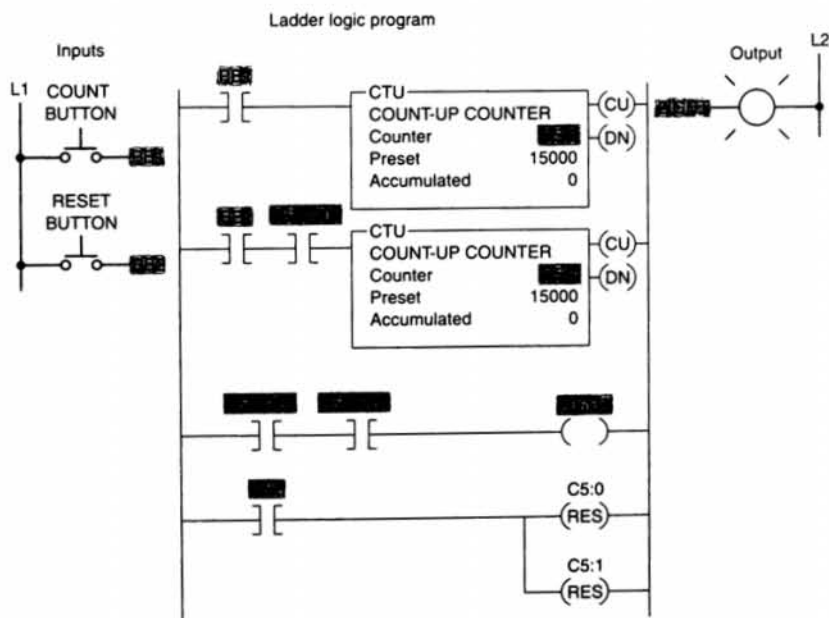 Ladder logic program
Inputs
Output
L1
L2
COUNT
BUTTON
RESET
BUTTON
CTU
COUNT-UP COUNTER
Counter
Preset 15000
Accumulated 0
CU
DN
CTU
COUNT-UP COUNTER
Counter
Preset 15000
Accumulated 0
CU
DN
C5:0
RES
C5:1
RES